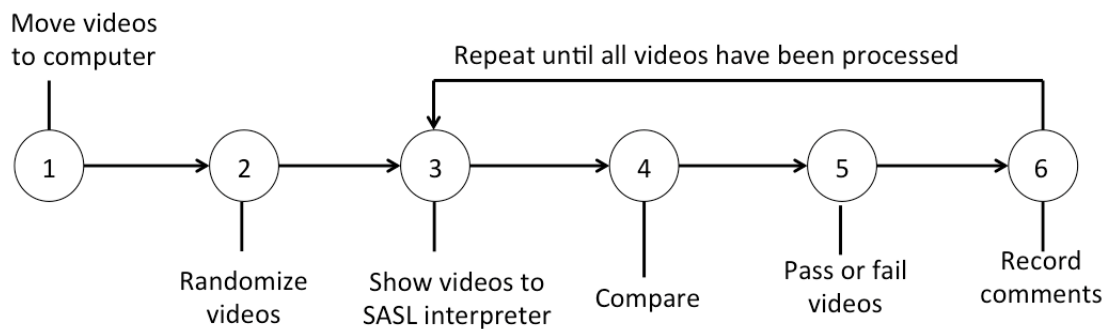 Move videos
to computer
Repeat until all videos have been processed
1
2
3
4
5
6
Randomize
videos
Show videos to
SASL interpreter
Compare
Pass or fail
videos
Record
comments